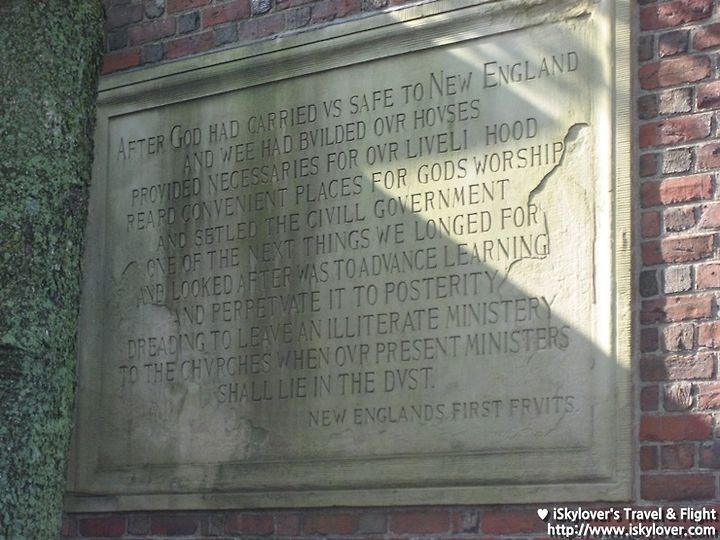 AFTER GOD HAD CARRIED VS SAFE TO NEW ENGLAND
AND WEE HAD BVILDED OVR HOVSES
PROVIDED NECESSARIES FOR OVR LIVELI HOOD
REARD CONVENIENT PLACES FOR GODS WORSHIP
AND SETLED THE CIVILL GOVERNMENT
ONE OF THE NEXT THINGS WE LONGED FOR
AND LOOKED AFTER WAS TO ADVANCE LEARNING
AND PERPETVATE IT TO POSTERITY
DREADING TO LEAVE AN ILLITERATE MINISTERY
TO THE CHVRCHES WHEN OVR PRESENT MINISTERS
SHALL LIE IN THE DVST.
NEW ENGLANDS FIRST FRVITS.
♥ iSkylover's Travel & Flight
http://www.iskylover.com